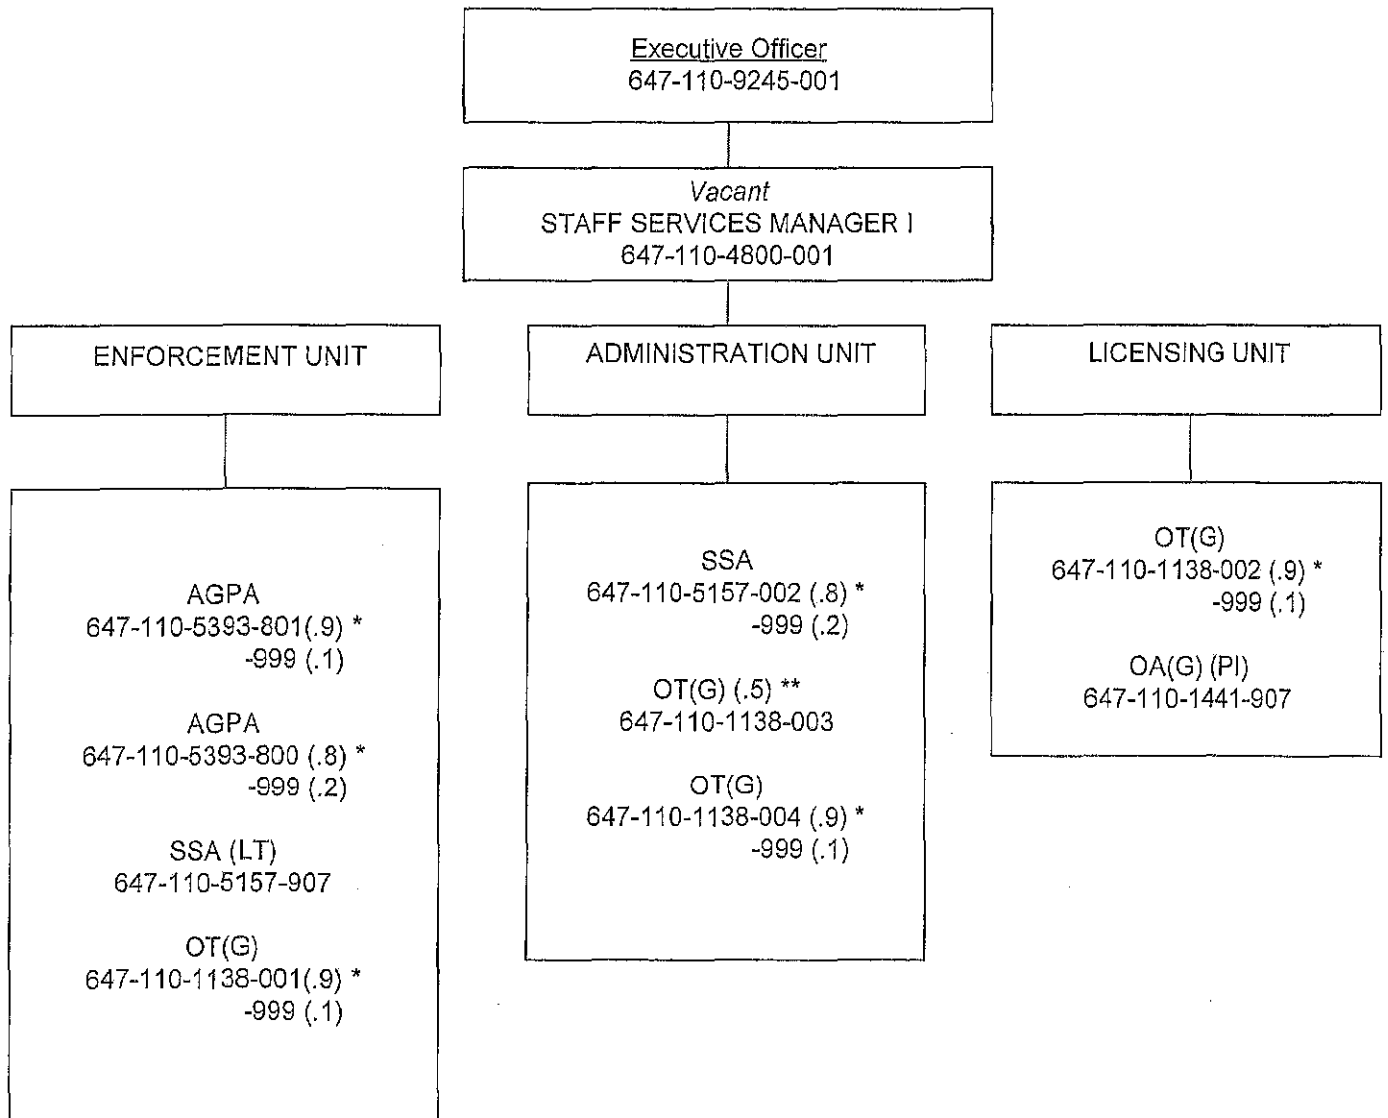 Executive Officer
647-110-9245-001
Vacant
STAFF SERVICES MANAGER I
647-110-4800-001
ENFORCEMENT UNIT
AGPA
647-110-5393-801(.9) *
-999 (.1)
AGPA
647-110-5393-800 (.8) *
-999 (.2)
SSA (LT)
647-110-5157-907
OT(G)
647-110-1138-001(.9) *
-999 (.1)
ADMINISTRATION UNIT
SSA
647-110-5157-002 (.8) *
-999 (.2)
OT(G) (.5) **
647-110-1138-003
OT(G)
647-110-1138-004 (.9) *
-999 (.1)
LICENSING UNIT
OT(G)
647-110-1138-002 (.9) *
-999 (.1)
OA(G) (PI)
647-110-1441-907